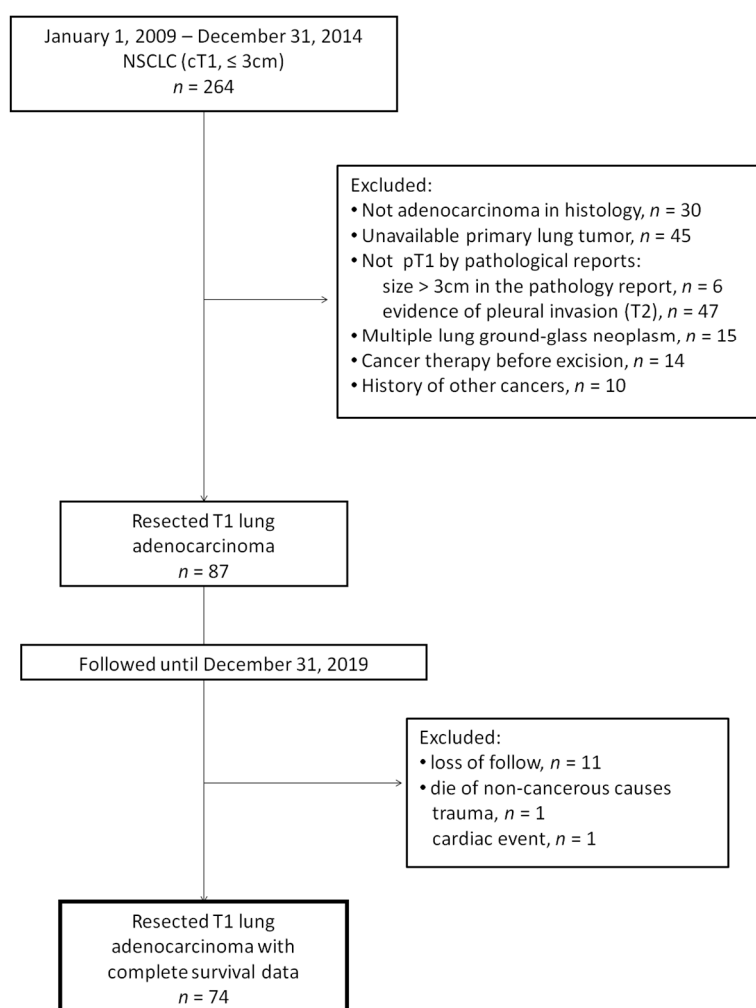 January 1, 2009 – December 31, 2014
NSCLC (cT1, ≤ 3cm)
n = 264
Excluded:
• Not adenocarcinoma in histology, n = 30
• Unavailable primary lung tumor, n = 45
• Not pT1 by pathological reports:
size > 3cm in the pathology report, n = 6
evidence of pleural invasion (T2), n = 47
• Multiple lung ground-glass neoplasm, n = 15
• Cancer therapy before excision, n = 14
• History of other cancers, n = 10
Resected T1 lung
adenocarcinoma
n = 87
Followed until December 31, 2019
Excluded:
• loss of follow, n = 11
• die of non-cancerous causes
trauma, n = 1
cardiac event, n = 1
Resected T1 lung
adenocarcinoma with
complete survival data
n = 74